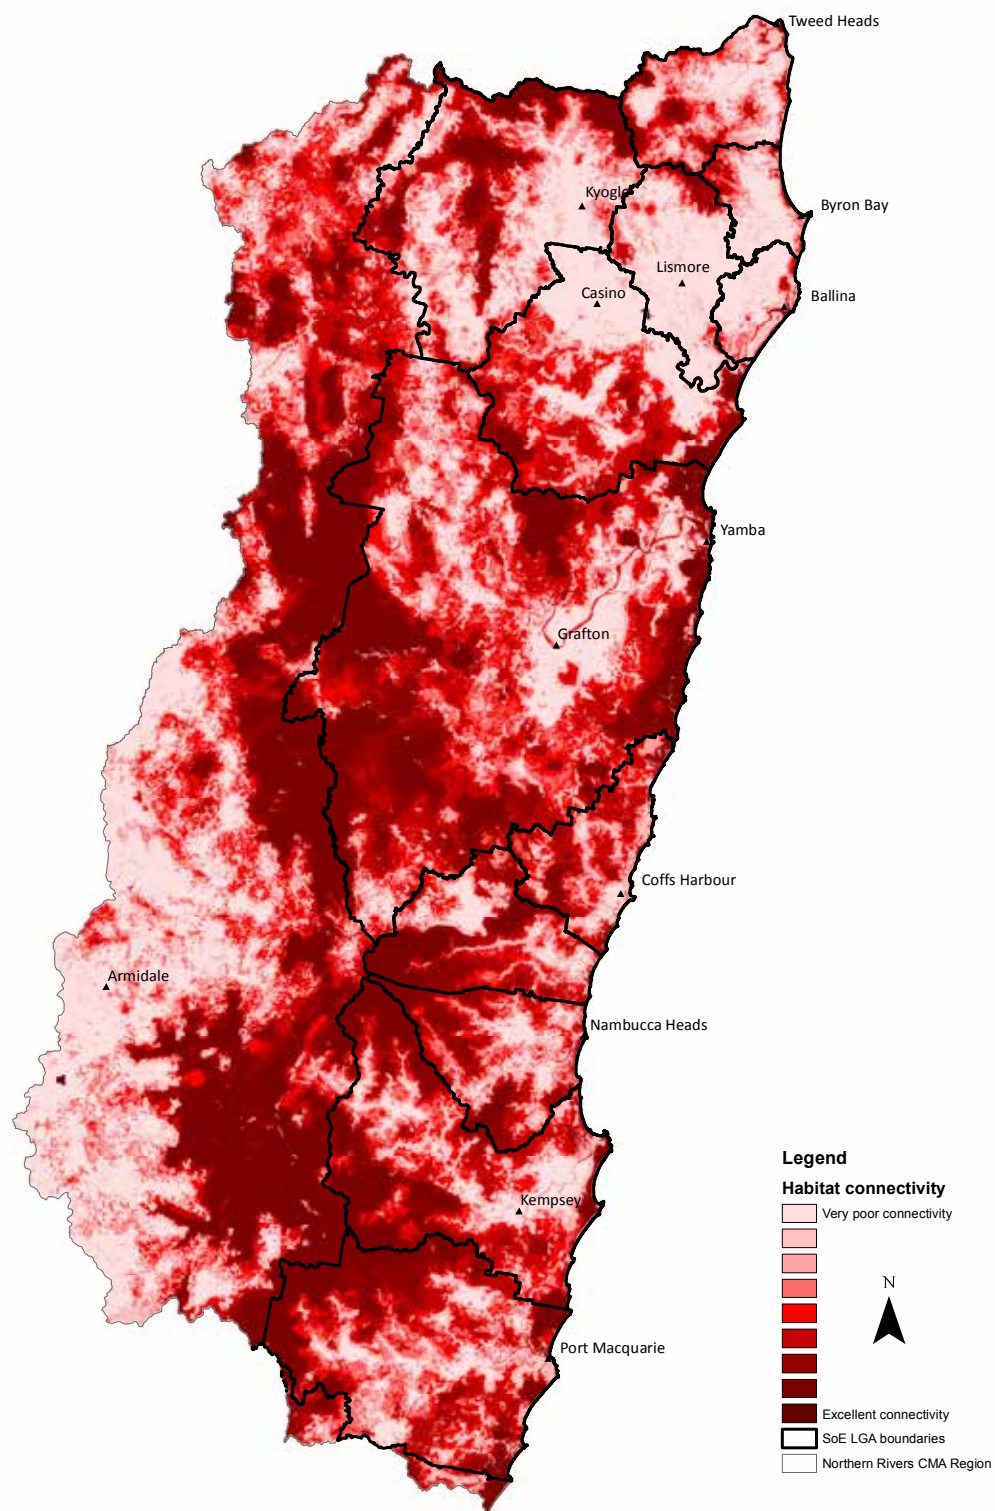 Tweed Heads
Kyogle
Byron Bay
Lismore
Casino
Ballina
Yamba
Grafton
Coffs Harbour
Armidale
Nambucca Heads
Kempsey
Port Macquarie
Legend
Habitat connectivity
Very poor connectivity
Excellent connectivity
SoE LGA boundaries
Northern Rivers CMA Region
N